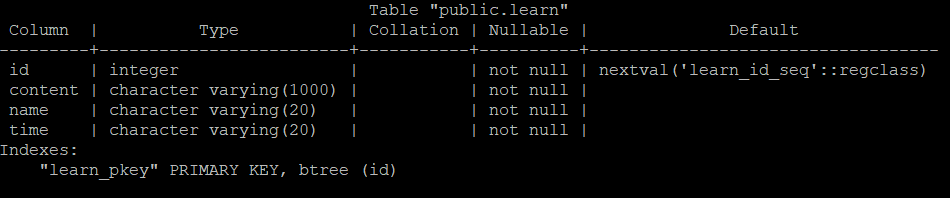 Table "public.learn"
 Column  |          Type           | Collation | Nullable |              Default
---------+-------------------------+-----------+----------+-----------------------------------
 id      | integer                 |           | not null | nextval('learn_id_seq'::regclass)
 content | character varying(1000) |           | not null |
 name    | character varying(20)   |           | not null |
 time    | character varying(20)   |           | not null |
Indexes:
    "learn_pkey" PRIMARY KEY, btree (id)